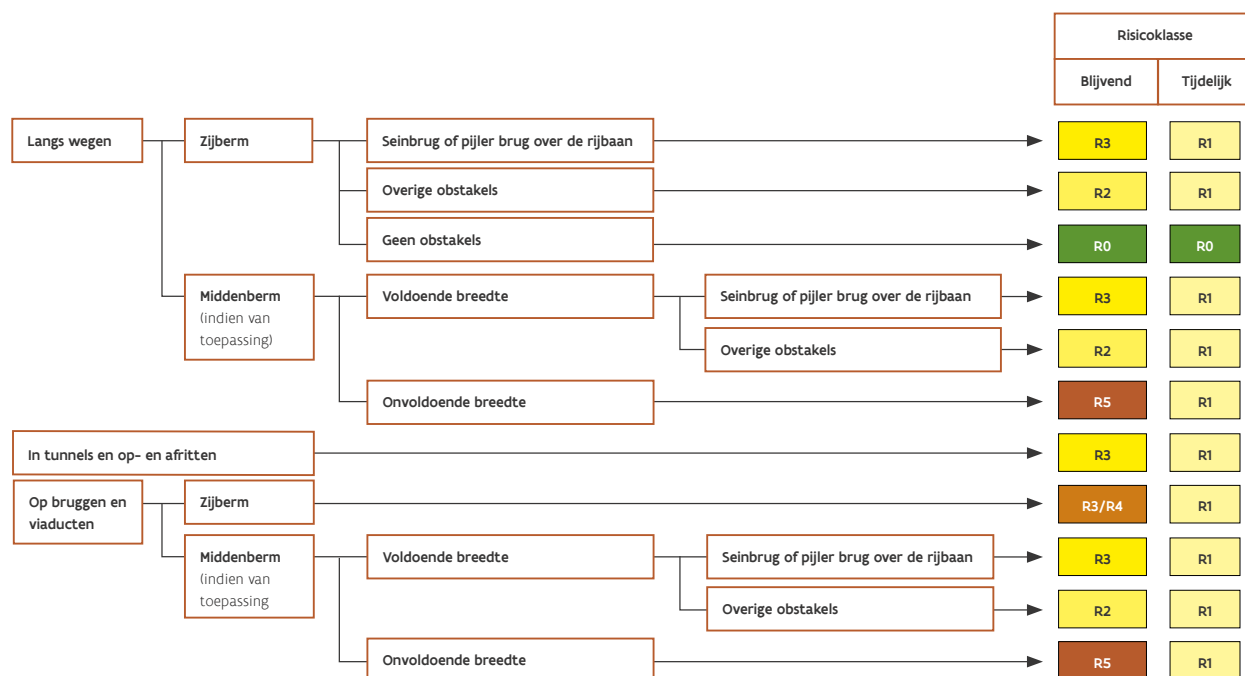 Risicoklasse
Blijvend Tijdelijk
Langs wegen Zijberm Seinbrug of pijler brug over de rijbaan R3 R1
Overige obstakels R2 R1
Geen obstakels R0 R0
Middenberm Voldoende breedte Seinbrug of pijler brug over de rijbaan R3 R1
(indien van
toepassing)
Overige obstakels R2 R1
Onvoldoende breedte R5 R1
In tunnels en op- en afritten R3 R1
Op bruggen en Zijberm R3/R4 R1
viaducten
Middenberm Voldoende breedte Seinbrug of pijler brug over de rijbaan R3 R1
(indien van
toepassing
Overige obstakels R2 R1
Onvoldoende breedte R5 R1